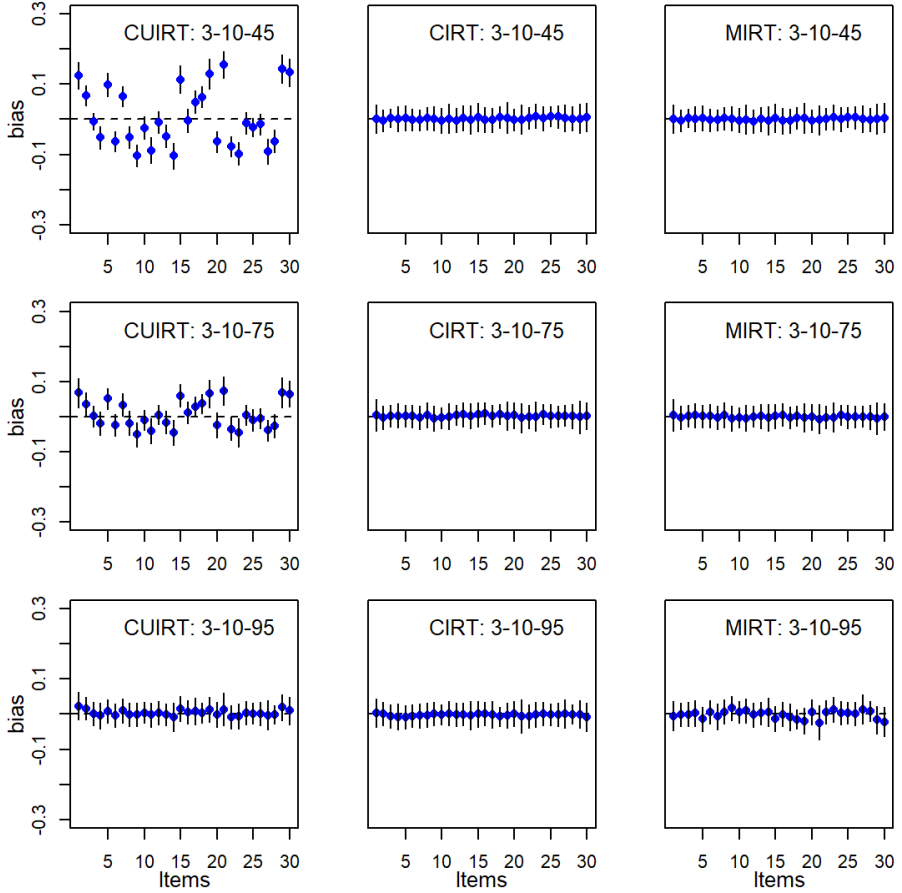 CUIRT: 3-10-45
CIRT: 3-10-45
MIRT: 3-10-45
bias
0.3
0.1
-0.1
-0.3
5 10 15 20 25 30
5 10 15 20 25 30
5 10 15 20 25 30
CUIRT: 3-10-75
CIRT: 3-10-75
MIRT: 3-10-75
bias
0.3
0.1
-0.1
-0.3
5 10 15 20 25 30
5 10 15 20 25 30
5 10 15 20 25 30
CUIRT: 3-10-95
CIRT: 3-10-95
MIRT: 3-10-95
bias
0.3
0.1
-0.1
-0.3
5 10 15 20 25 30
5 10 15 20 25 30
5 10 15 20 25 30
Items
Items
Items